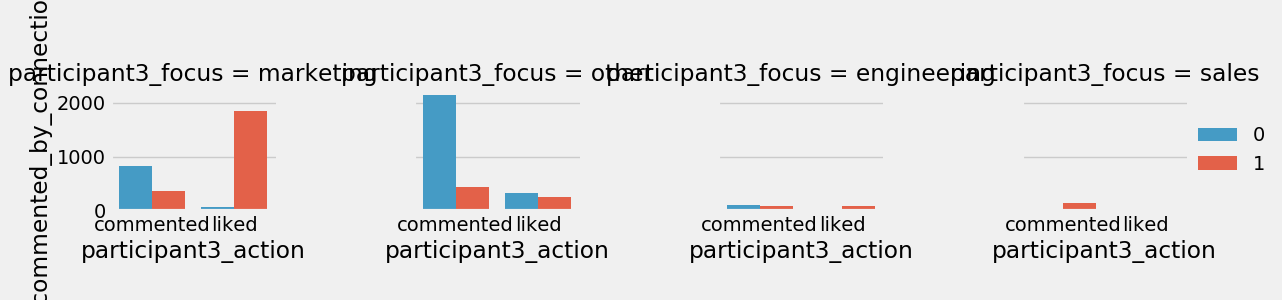 commented_by_connectio
participant3_focus = marketing
participant3_focus = other
participant3_focus = engineering
participant3_focus = sales
2000
1000
0
commented liked
commented liked
commented liked
commented liked
participant3_action
participant3_action
participant3_action
participant3_action
0
1